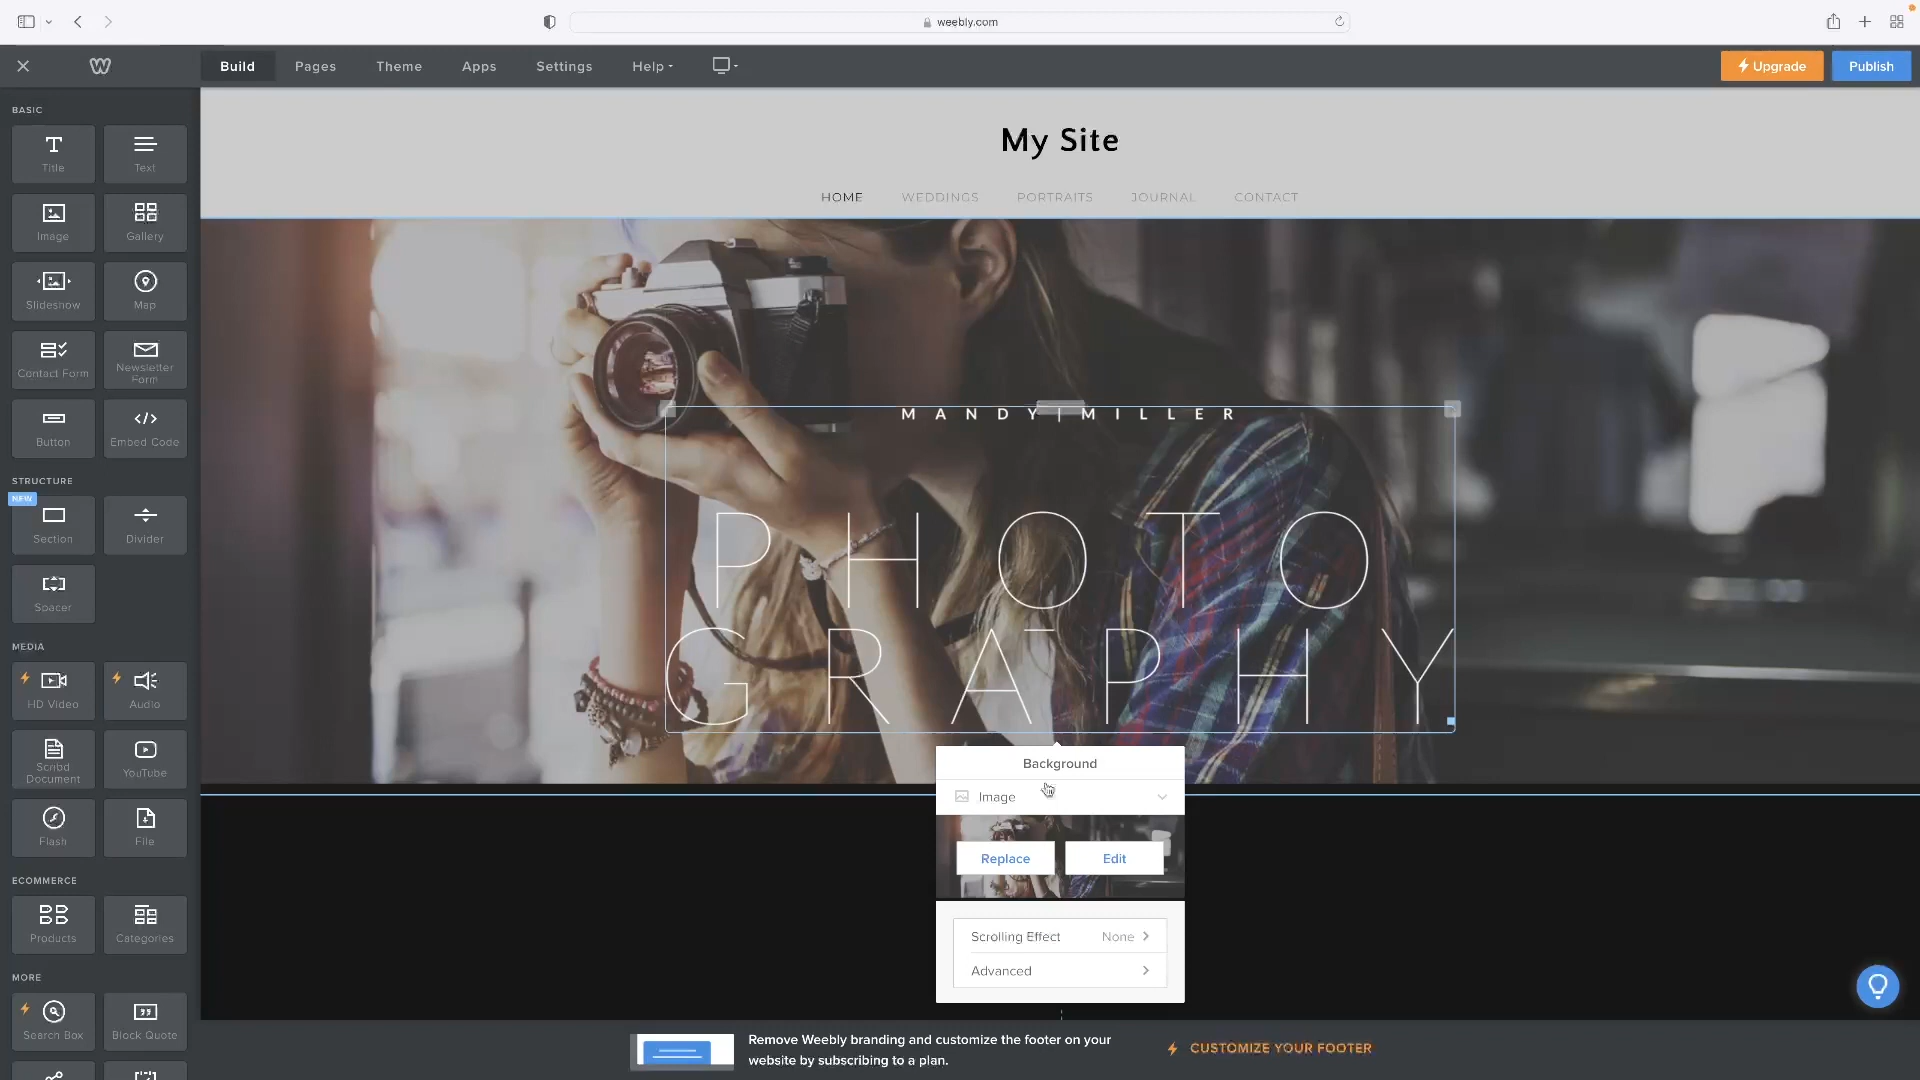 weebly.com
Build
Pages
Theme
Apps
Settings
Help
Upgrade
Publish
BASIC
Title
Text
Image
Gallery
Slideshow
Map
Contact Form
Newsletter
Form
Button
Embed Code
STRUCTURE
NEW
Section
Divider
Spacer
MEDIA
HD Video
Audio
Scribd
Document
YouTube
Flash
File
ECOMMERCE
Products
Categories
MORE
Search Box
Block Quote
My Site
HOME
WEDDINGS
PORTRAITS
JOURNAL
CONTACT
MANDY|MILLER
PHOTO
GRAPHY
Background
Image
Replace
Edit
Scrolling Effect
None
Advanced
Remove Weebly branding and customize the footer on your
website by subscribing to a plan.
CUSTOMIZE YOUR FOOTER